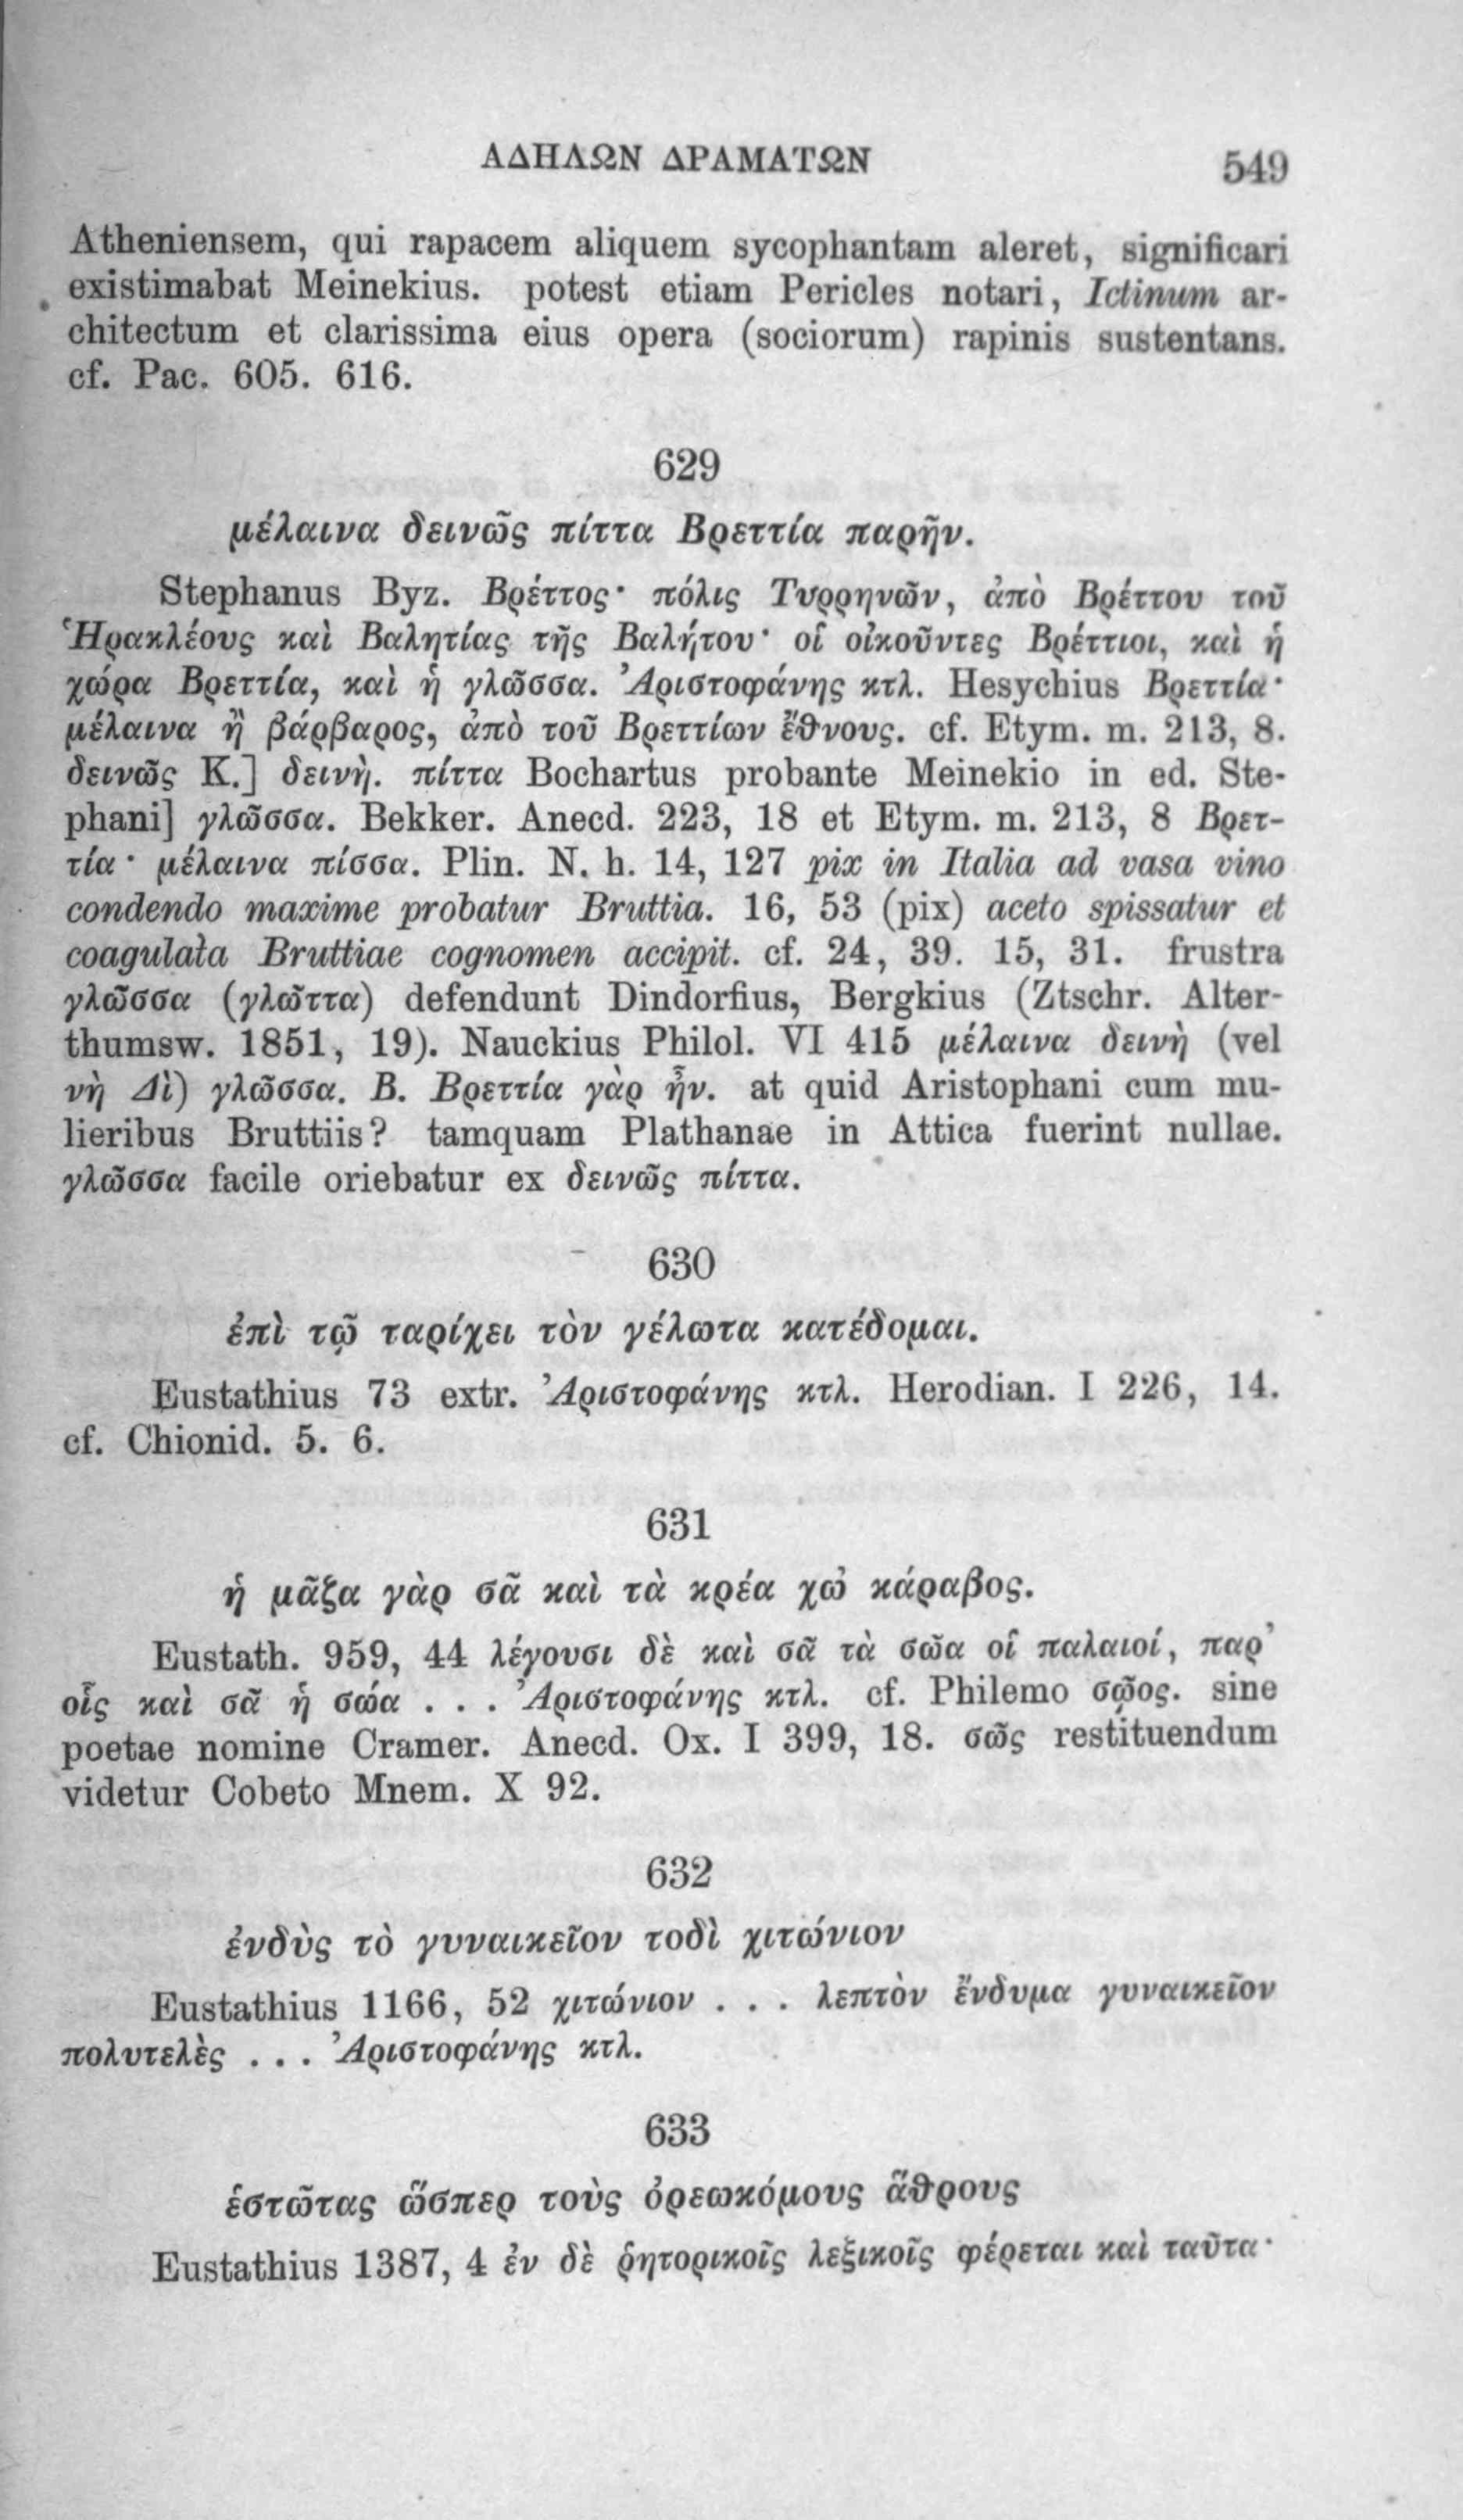 ΑΔΗΛΩΝ ΔΡΑΜΑΤΩΝ 549
Atheniensem, qui rapacem aliquem sycophantam aleret, significari
existimabat Meinekius. potest etiam Pericles notari, Ictinum ar-
chitectum et clarissima eius opera (sociorum) rapinis sustentans.
cf. Pac. 605. 616.
629
μέλαινα δεινῶς πίττα Βρεττία παρῆν.
Stephanus Byz. Βρέττος· πόλις Τυρρηνῶν, ἀπὸ Βρέττου τοῦ
Ἡρακλέους καὶ Βαλητίας τῆς Βαλήτου· οἱ οἰκοῦντες Βρέττιοι, καὶ ἡ
χώρα Βρεττία, καὶ ἡ γλῶσσα. Ἀριστοφάνης κτλ. Hesychius Βρεττία·
μέλαινα ἢ βάρβαρος, ἀπὸ τοῦ Βρεττίων ἔθνους. cf. Etym. m. 213, 8.
δεινῶς K.] δεινὴ. πίττα Bochartus probante Meinekio in ed. Ste-
phani] γλῶσσα. Bekker. Anecd. 223, 18 et Etym. m. 213, 8 Βρετ-
τία· μέλαινα πίσσα. Plin. N. h. 14, 127 pix in Italia ad vasa vino
condendo maxime probatur Bruttia. 16, 53 (pix) aceto spissatur et
coagulata Bruttiae cognomen accipit. cf. 24, 39. 15, 31. frustra
γλῶσσα (γλῶττα) defendunt Dindorfius, Bergkius (Ztschr. Alter-
thumsw. 1851, 19). Nauckius Philol. VI 415 μέλαινα δεινὴ (vel
νὴ Δὶ) γλῶσσα. B. Βρεττία γὰρ ἦν. at quid Aristophani cum mu-
lieribus Bruttiis? tamquam Plathanae in Attica fuerint nullae.
γλῶσσα facile oriebatur ex δεινῶς πίττα.
630
ἐπὶ τῷ ταρίχει τὸν γέλωτα κατέδομαι.
Eustathius 73 extr. Ἀριστοφάνης κτλ. Herodian. I 226, 14.
cf. Chionid. 5. 6.
631
ἡ μᾶζα γὰρ σᾶ καὶ τὰ κρέα χὠ κάραβος.
Eustath. 959, 44 λέγουσι δὲ καὶ σᾶ τὰ σῶα οἱ παλαιοί, παρ’
οἷς καὶ σᾶ ἡ σώα . . . Ἀριστοφάνης κτλ. cf. Philemo σῷος. sine
poetae nomine Cramer. Anecd. Ox. I 399, 18. σῶς restituendum
videtur Cobeto Mnem. X 92.
632
ἐνδὺς τὸ γυναικεῖον τοδὶ χιτώνιον
Eustathius 1166, 52 χιτώνιον . . . λεπτὸν ἔνδυμα γυναικεῖον
πολυτελὲς . . . Ἀριστοφάνης κτλ.
633
ἑστῶτας ὥσπερ τοὺς ὀρεωκόμους ἅθρους
Eustathius 1387, 4 ἐν δὲ ῥητορικοῖς λεξικοῖς φέρεται καὶ ταῦτα·